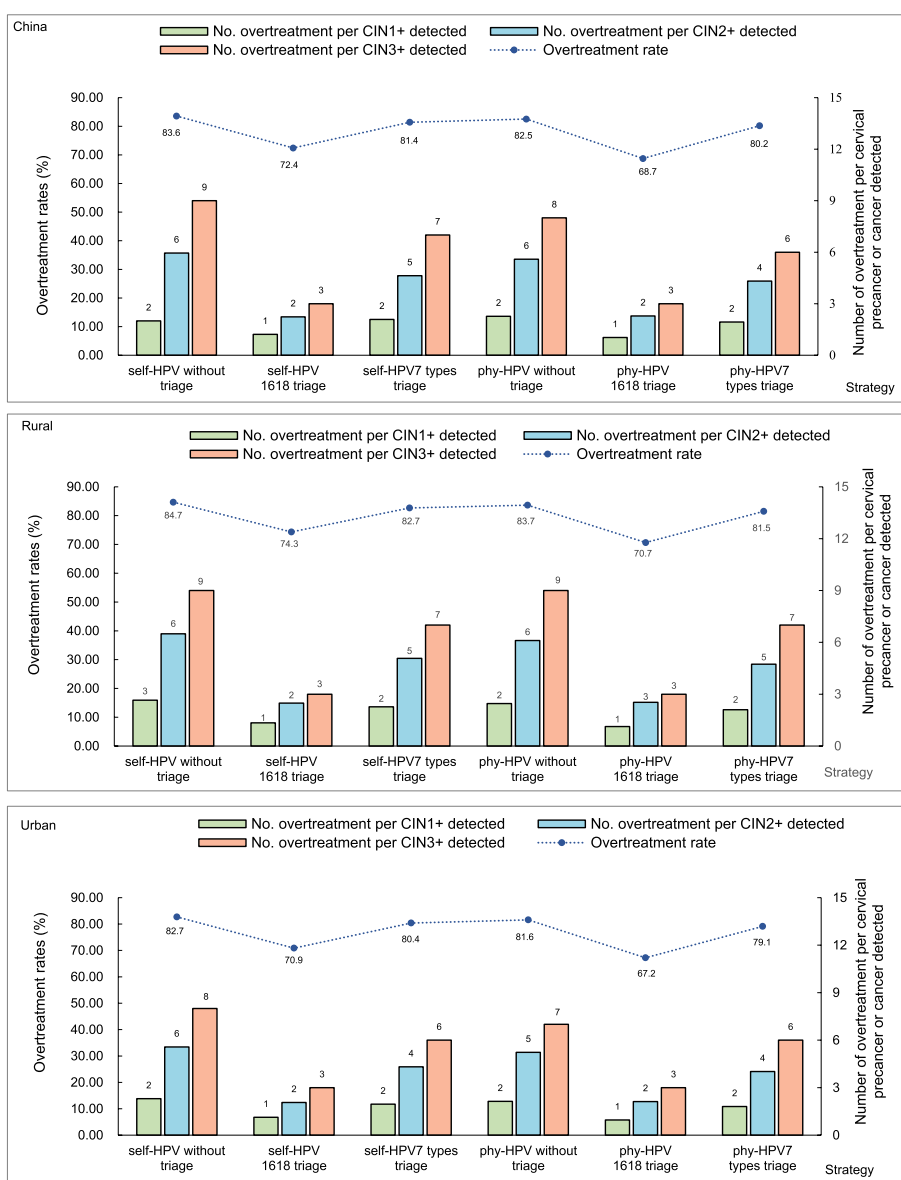 China
No. overtreatment per CIN1+ detected
No. overtreatment per CIN2+ detected
No. overtreatment per CIN3+ detected
Overtreatment rate
Overtreatment rates (%)
90.00
80.00
70.00
60.00
50.00
40.00
30.00
20.00
10.00
0.00
83.6
72.4
81.4
82.5
68.7
80.2
2
6
9
1
2
3
2
5
7
2
6
8
1
2
3
2
4
6
15
12
9
6
3
0
Number of overtreatment per cervical
precancer or cancer detected
self-HPV without
triage
self-HPV
1618 triage
self-HPV7 types
triage
phy-HPV without
triage
phy-HPV
1618 triage
phy-HPV7
types triage
Strategy
Rural
No. overtreatment per CIN1+ detected
No. overtreatment per CIN2+ detected
No. overtreatment per CIN3+ detected
Overtreatment rate
Overtreatment rates (%)
90.00
80.00
70.00
60.00
50.00
40.00
30.00
20.00
10.00
0.00
84.7
74.3
82.7
83.7
70.7
81.5
3
6
9
1
2
3
2
5
7
2
6
9
1
3
3
2
5
7
15
12
9
6
3
0
Number of overtreatment per cervical
precancer or cancer detected
self-HPV without
triage
self-HPV
1618 triage
self-HPV7 types
triage
phy-HPV without
triage
phy-HPV
1618 triage
phy-HPV7
types triage
Strategy
Urban
No. overtreatment per CIN1+ detected
No. overtreatment per CIN2+ detected
No. overtreatment per CIN3+ detected
Overtreatment rate
Overtreatment rates (%)
90.00
80.00
70.00
60.00
50.00
40.00
30.00
20.00
10.00
0.00
82.7
70.9
80.4
81.6
67.2
79.1
2
6
8
1
2
3
2
4
6
2
5
7
1
2
3
2
4
6
15
12
9
6
3
0
Number of overtreatment per cervical
precancer or cancer detected
self-HPV without
triage
self-HPV
1618 triage
self-HPV7 types
triage
phy-HPV without
triage
phy-HPV
1618 triage
phy-HPV7
types triage
Strategy